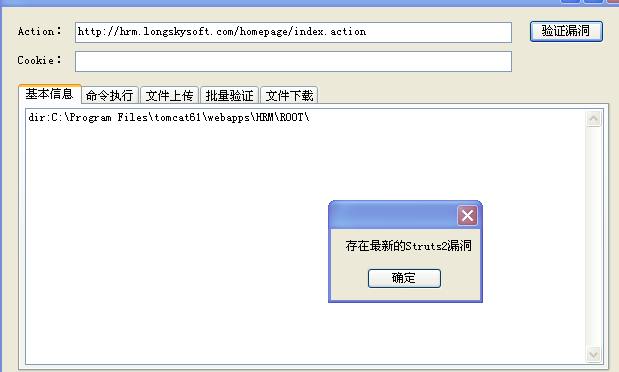 Action: http://hrm.longskysoft.com/homepage/index.action 验证漏洞
Cookie:
基本信息 命令执行 文件上传 批量验证 文件下载
dir:C:\Program Files\tomcat61\webapps\HRM\ROOT\
存在最新的Struts2漏洞
确定